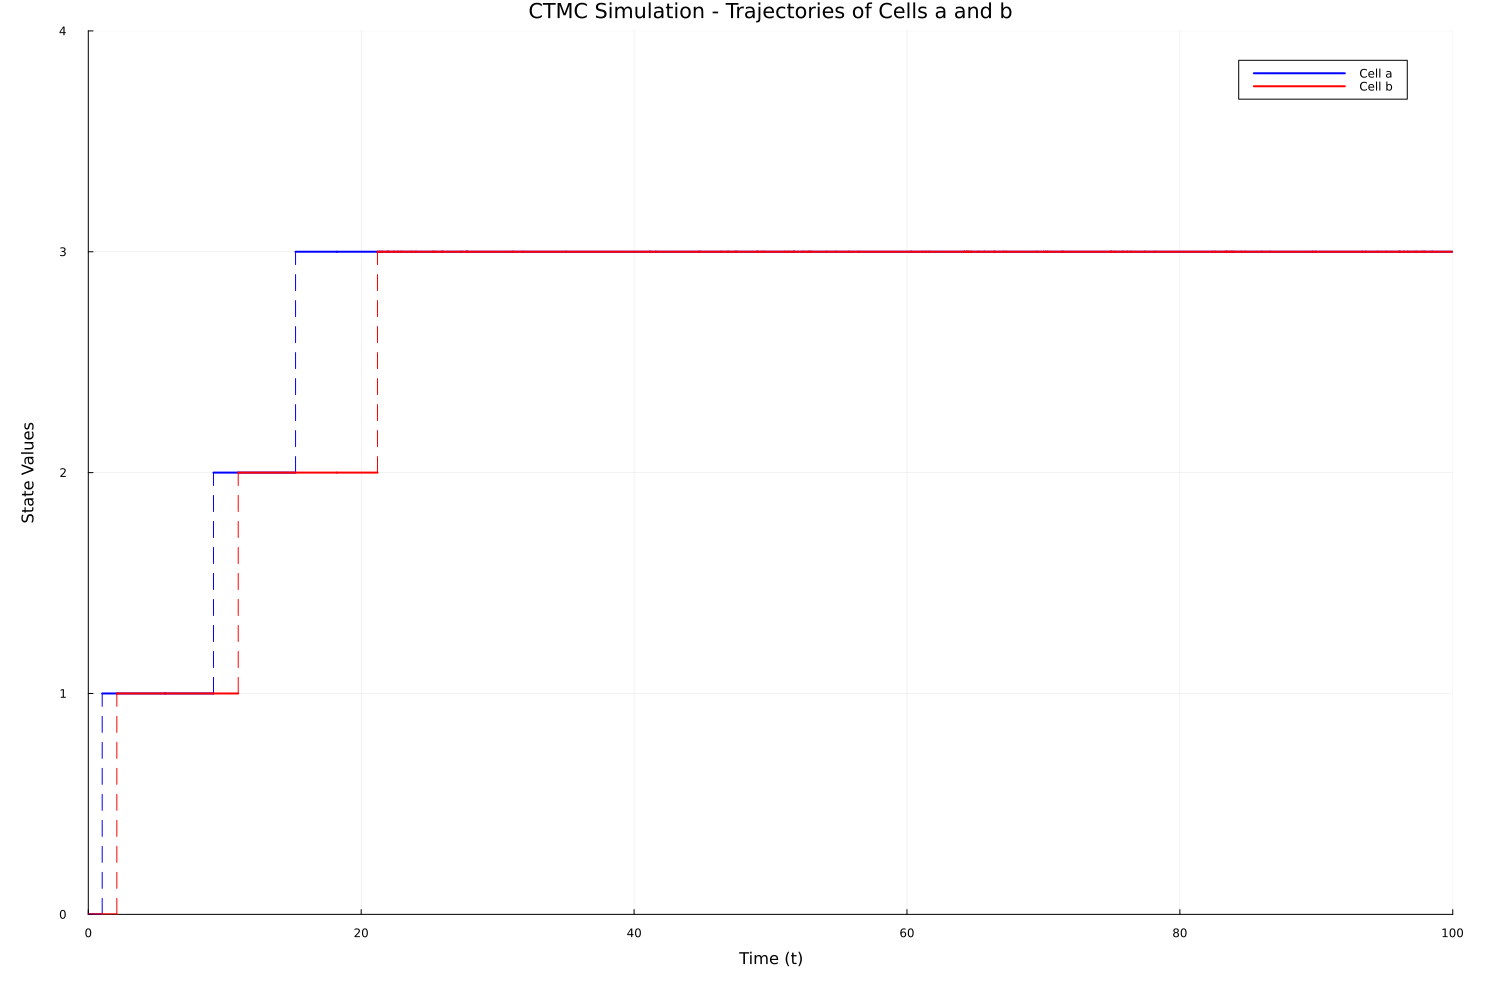 CTMC Simulation - Trajectories of Cells a and b
Cell a
Cell b
State Values
4
3
2
1
0
0 20 40 60 80 100
Time (t)